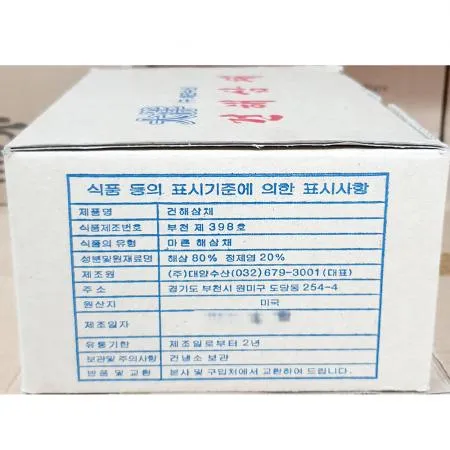 건해삼채
식품 등의 표시기준에 의한 표시사항
제품명 건해삼채
식품제조번호 부천 제 398호
식품의 유형 마른 해삼채
성분및원재료명 해삼 80% 정제염 20%
제조원 (주)대양수산(032)679-3001(대표)
주소 경기도 부천시 원미구 도당동 254-4
원산지 미국
제조일자
유통기한 제조일로부터 2년
보관및 주의사항 건냉소 보관
반품 및 교환 본사 및 구입처에서 교환하여 드립니다.